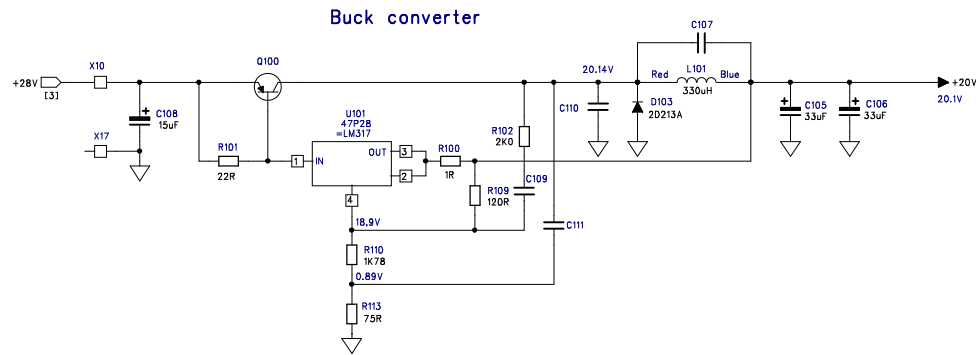 Buck converter
C107
X10
Q100
20.14V
Red
L101
Blue
+28V
+20V
[3]
330uH
20.1V
C108
15uF
C110
D103
2D213A
C105
33uF
C106
33uF
U101
47P28
=LM317
R102
2K0
X17
R101
22R
1
IN
OUT
3
2
4
R100
1R
R109
120R
C109
18,9V
C111
R110
1K78
0.89V
R113
75R